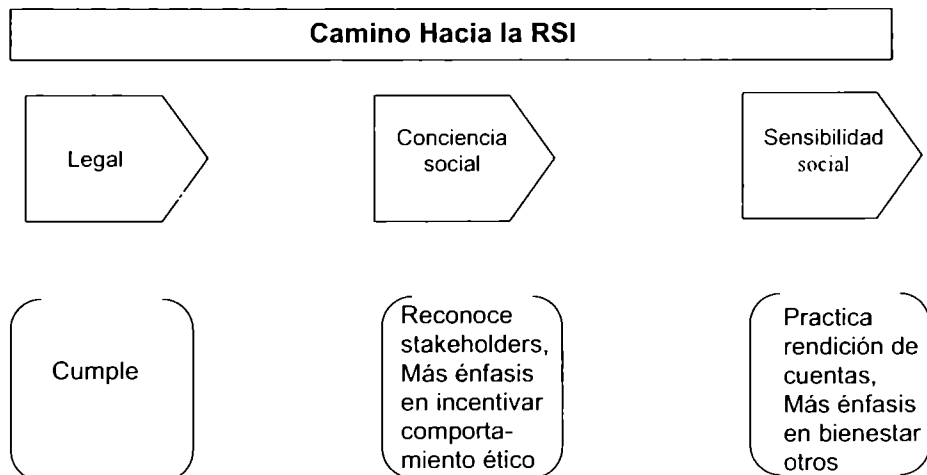 Camino Hacia la RSI
Legal
Conciencia
social
Sensibilidad
social
Cumple
Reconoce
stakeholders,
Más énfasis
en incentivar
comporta-
miento ético
Practica
rendición de
cuentas,
Más énfasis
en bienestar
otros